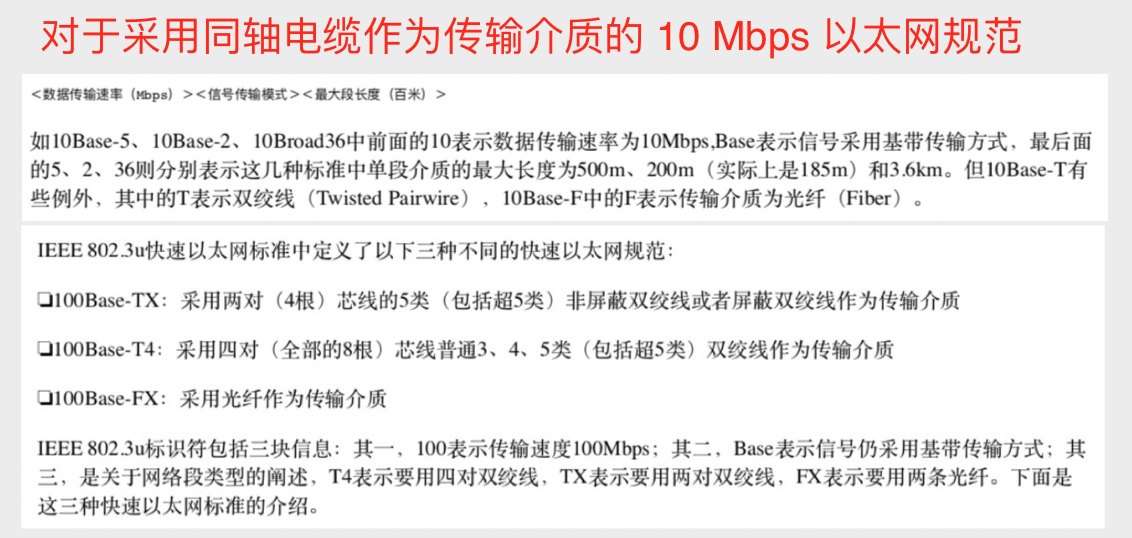 对于采用同轴电缆作为传输介质的 10 Mbps 以太网规范
<数据传输速率（Mbps）><信号传输模式><最大段长度（百米）>
如10Base-5、10Base-2、10Broad36中前面的10表示数据传输速率为10Mbps,Base表示信号采用基带传输方式，最后面
的5、2、36则分别表示这几种标准中单段介质的最大长度为500m、200m（实际上是185m）和3.6km。但10Base-T有
些例外，其中的T表示双绞线（Twisted Pairwire），10Base-F中的F表示传输介质为光纤（Fiber）。
IEEE 802.3u快速以太网标准中定义了以下三种不同的快速以太网规范：
❏100Base-TX：采用两对（4根）芯线的5类（包括超5类）非屏蔽双绞线或者屏蔽双绞线作为传输介质
❏100Base-T4：采用四对（全部的8根）芯线普通3、4、5类（包括超5类）双绞线作为传输介质
❏100Base-FX：采用光纤作为传输介质
IEEE 802.3u标识符包括三块信息：其一，100表示传输速度100Mbps；其二，Base表示信号仍采用基带传输方式；其
三，是关于网络段类型的阐述，T4表示要用四对双绞线，TX表示要用两对双绞线，FX表示要用两条光纤。下面是
这三种快速以太网标准的介绍。